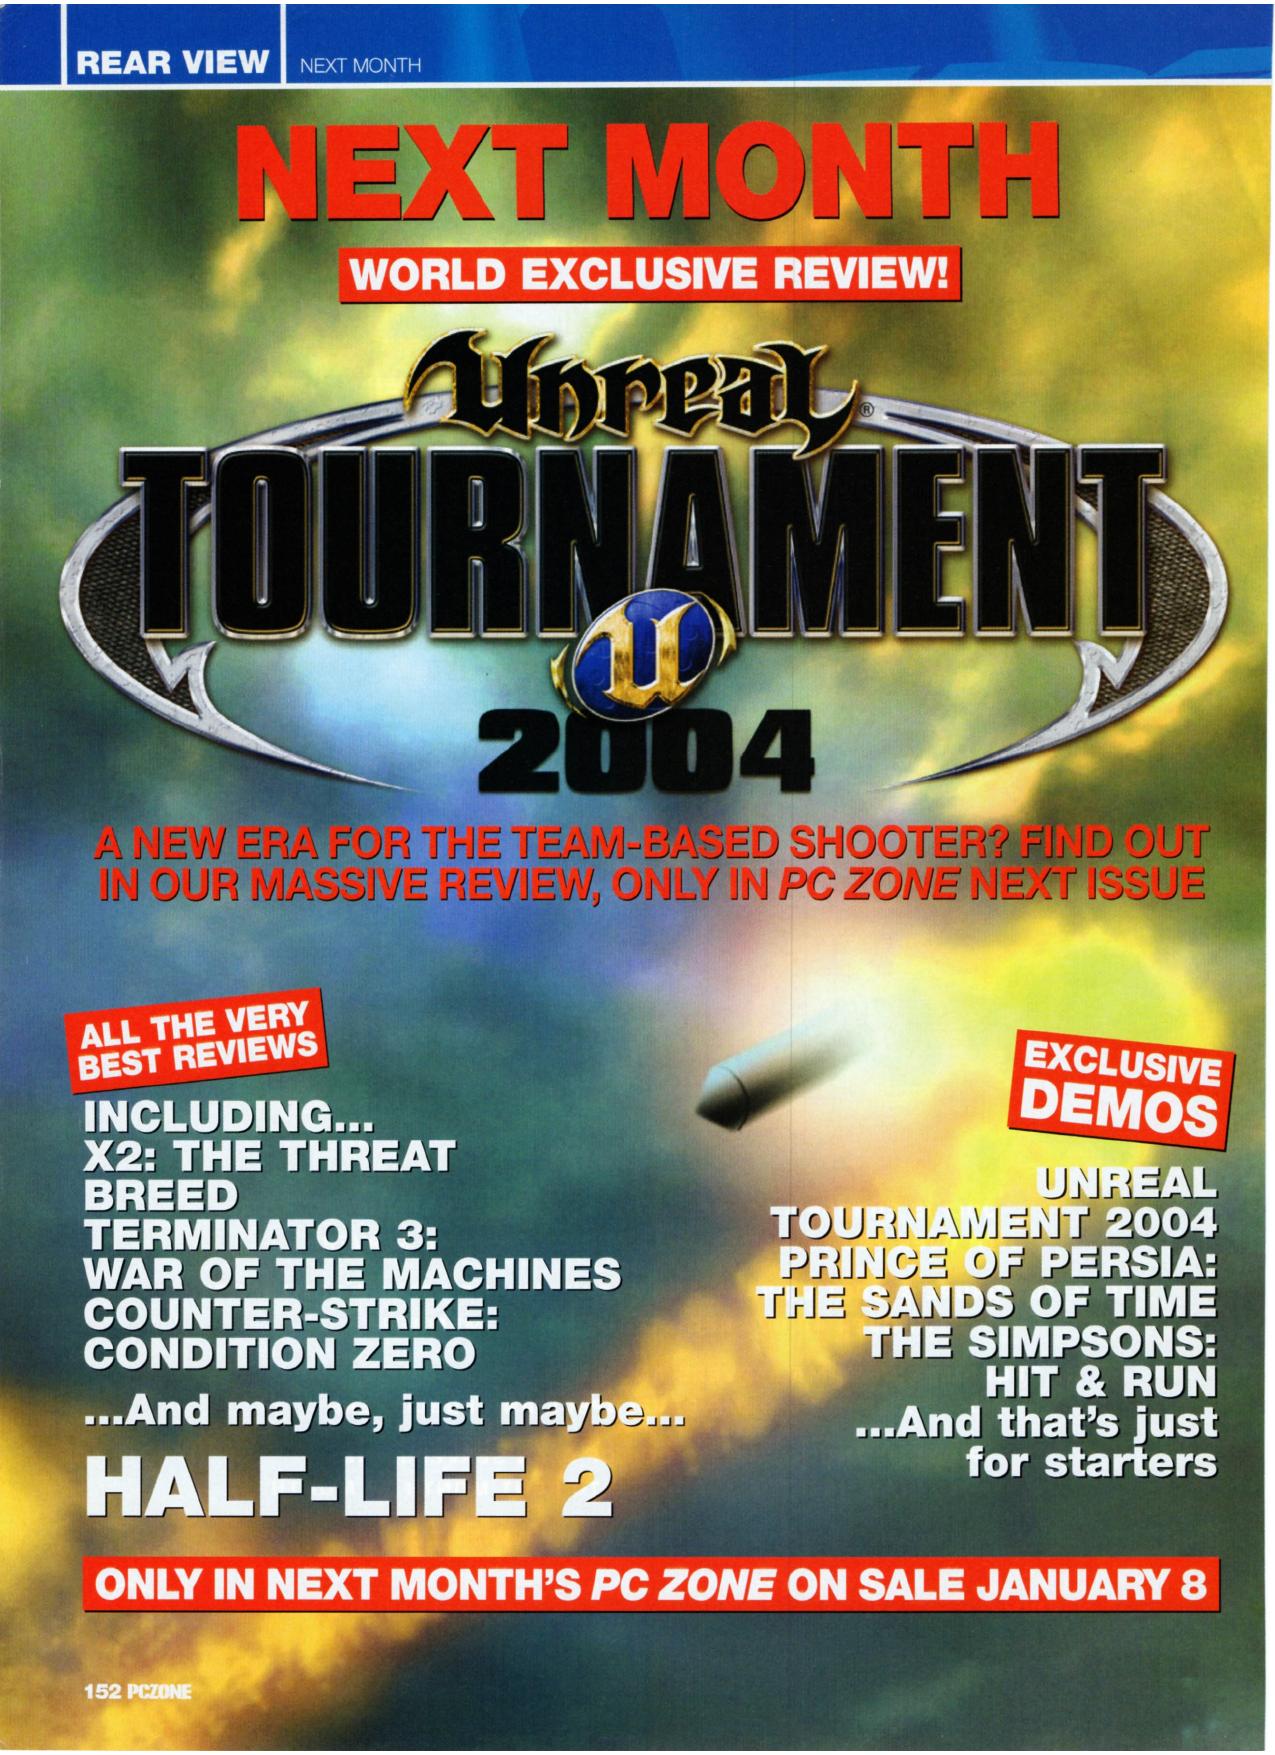 REAR VIEW
NEXT MONTH
NEXT MONTH
WORLD EXCLUSIVE REVIEW!
Unreal ®
TOURNAMENT
U
2004
A NEW ERA FOR THE TEAM-BASED SHOOTER? FIND OUT
IN OUR MASSIVE REVIEW, ONLY IN PC ZONE NEXT ISSUE
ALL THE VERY
BEST REVIEWS
INCLUDING...
X2: THE THREAT
BREED
TERMINATOR 3:
WAR OF THE MACHINES
COUNTER-STRIKE:
CONDITION ZERO
...And maybe, just maybe...
HALF-LIFE 2
EXCLUSIVE
DEMOS
UNREAL
TOURNAMENT 2004
PRINCE OF PERSIA:
THE SANDS OF TIME
THE SIMPSONS:
HIT & RUN
...And that's just
for starters
ONLY IN NEXT MONTH'S PC ZONE ON SALE JANUARY 8
152 PCZONE